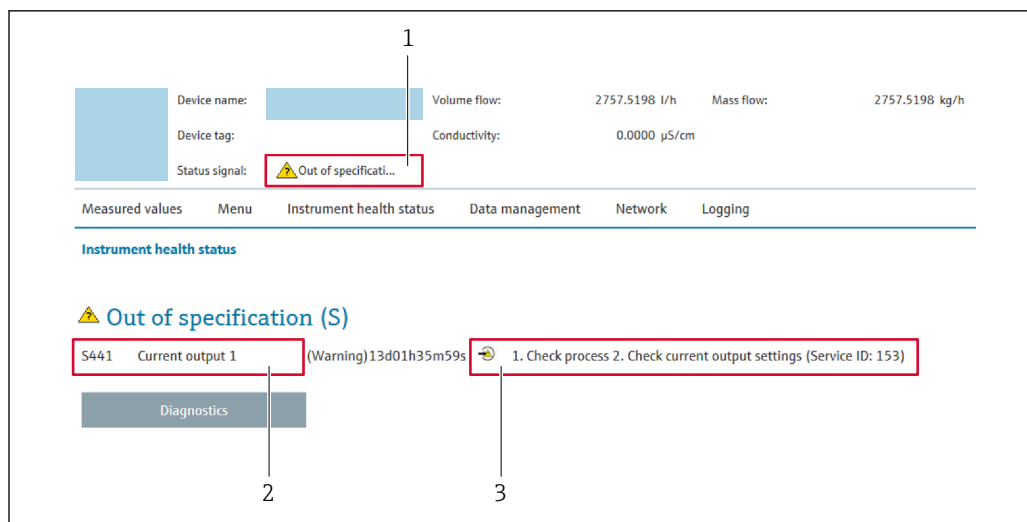 1
Device name: Volume flow: 2757.5198 l/h Mass flow: 2757.5198 kg/h
Device tag: Conductivity: 0.0000 µS/cm
Status signal: Out of specificati...
Measured values Menu Instrument health status Data management Network Logging
Instrument health status
Out of specification (S)
S441 Current output 1 (Warning)13d01h35m59s 1. Check process 2. Check current output settings (Service ID: 153)
Diagnostics
2 3